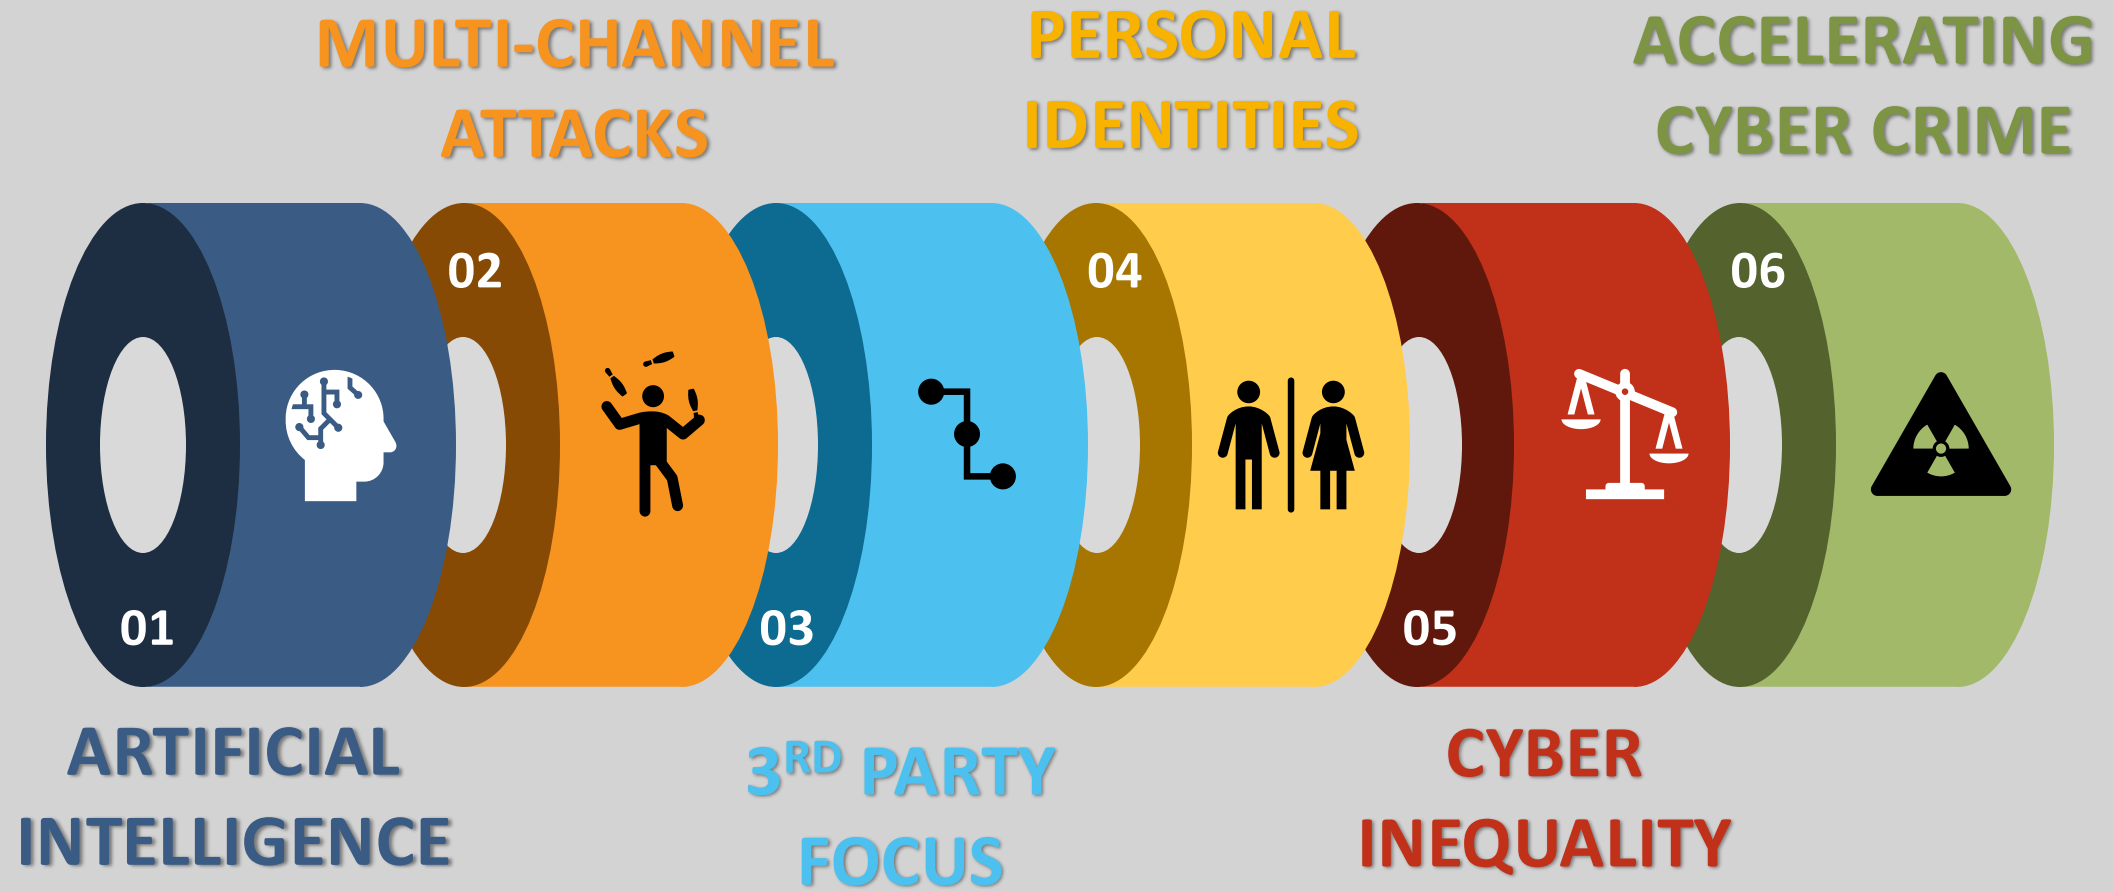 MULTI-CHANNEL
ATTACKS
PERSONAL
IDENTITIES
ACCELERATING
CYBER CRIME
01
02
03
04
05
06
ARTIFICIAL
INTELLIGENCE
3RD PARTY
FOCUS
CYBER
INEQUALITY